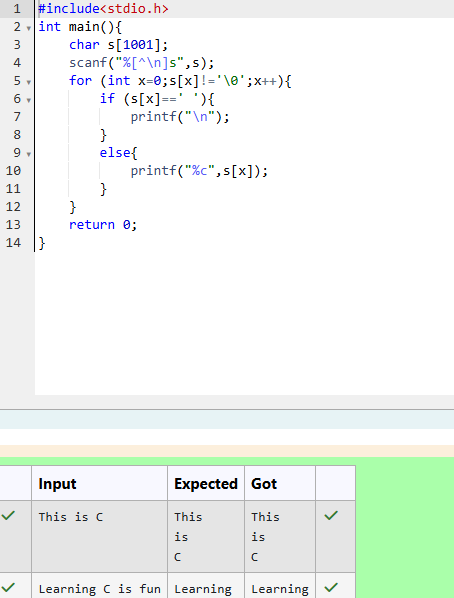 1 #include<stdio.h>
2 int main(){
3 char s[1001];
4 scanf("%[^\n]s",s);
5 for (int x=0;s[x]!='\0';x++){
6 if (s[x]==' '){
7 printf("\n");
8 }
9 else{
10 printf("%c",s[x]);
11 }
12 }
13 return 0;
14 }
Input Expected Got
This is C This This
is is
C C
Learning C is fun Learning Learning